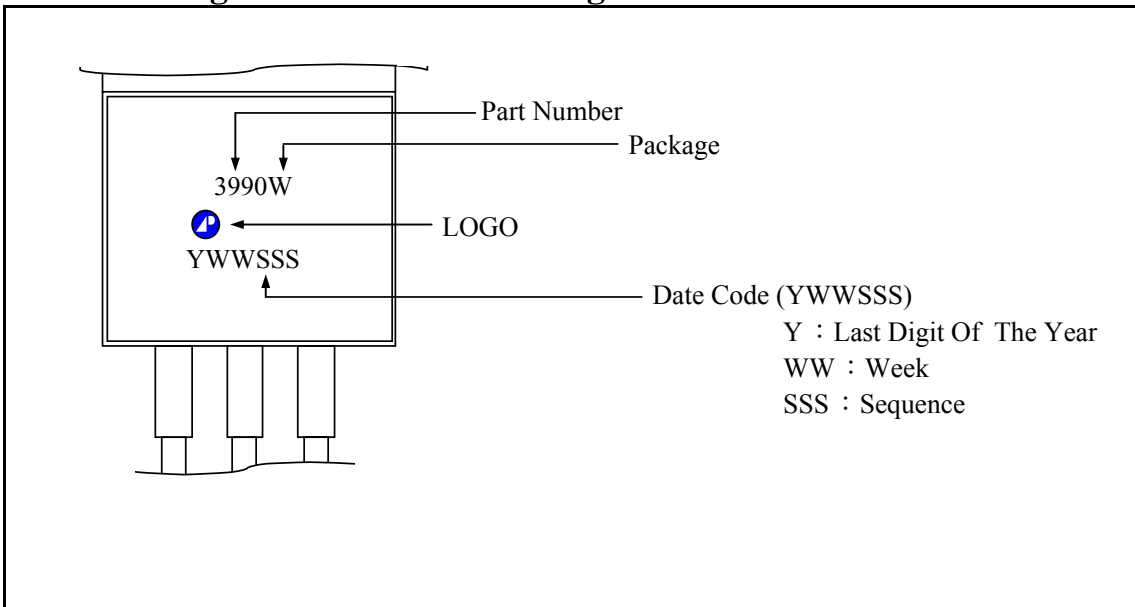 Part Number
Package
3990W
LOGO
YWWSSS
Date Code (YWWSSS)
Y：Last Digit Of The Year
WW：Week
SSS：Sequence